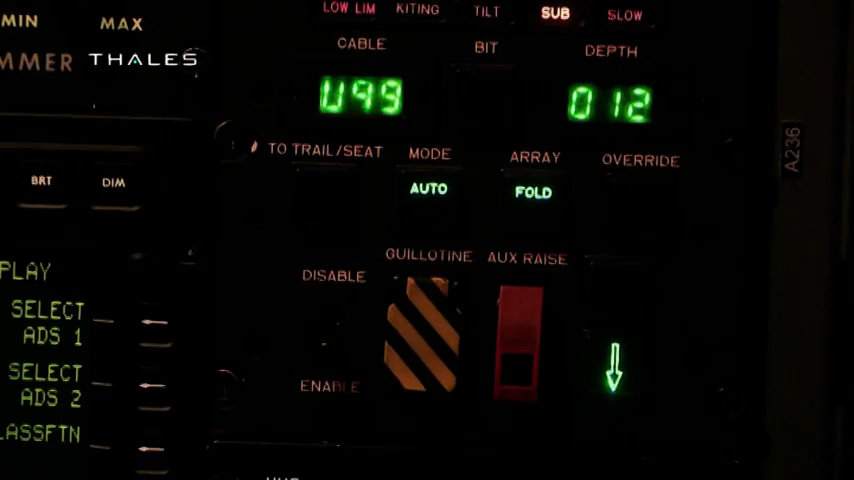 LOW LIM KITING TILT SUB SLOW
MIN MAX
MMER THALES
CABLE BIT DEPTH
U99 012
TO TRAIL/SEAT MODE ARRAY OVERRIDE
A236
BRT DIM AUTO FOLD
GUILLOTINE AUX RAISE
PLAY DISABLE
SELECT
ADS 1
SELECT
ADS 2
ENABLE
ASSFTN